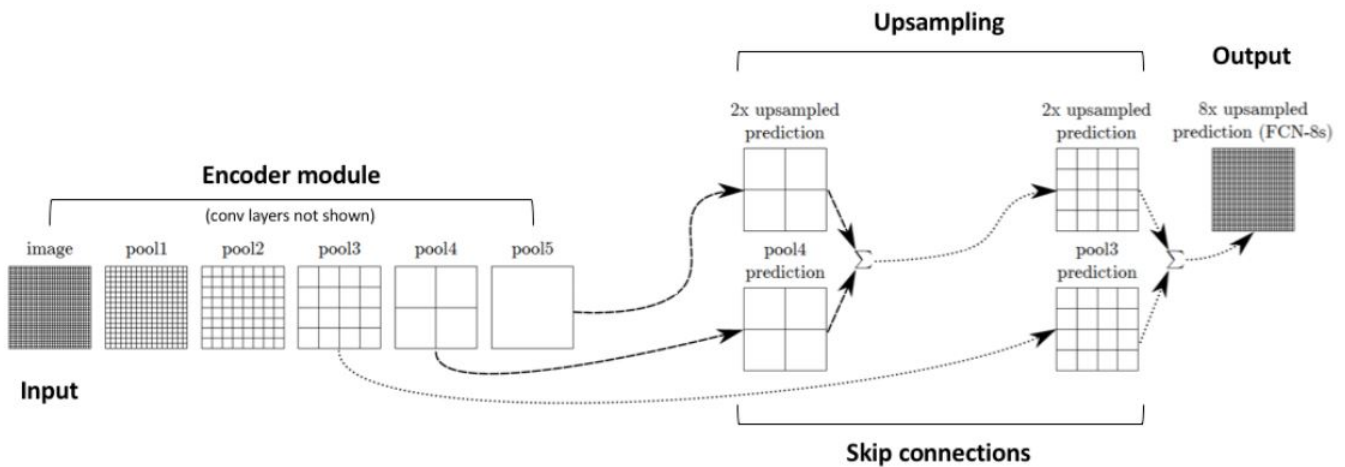 Upsampling
Output
2x upsampled
prediction
2x upsampled
prediction
8x upsampled
prediction (FCN-8s)
Encoder module
(conv layers not shown)
image
pool1
pool2
pool3
pool4
pool5
pool4
prediction
Σ
pool3
prediction
Σ
Input
Skip connections